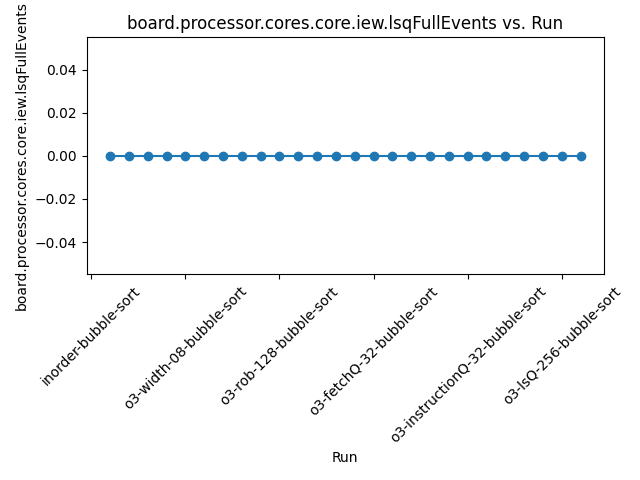 board.processor.cores.core.iew.lsqFullEvents vs. Run
board.processor.cores.core.iew.lsqFullEvents
0.04
0.02
0.00
−0.02
−0.04
inorder-bubble-sort
o3-width-08-bubble-sort
o3-rob-128-bubble-sort
o3-fetchQ-32-bubble-sort
o3-instructionQ-32-bubble-sort
o3-lsQ-256-bubble-sort
Run